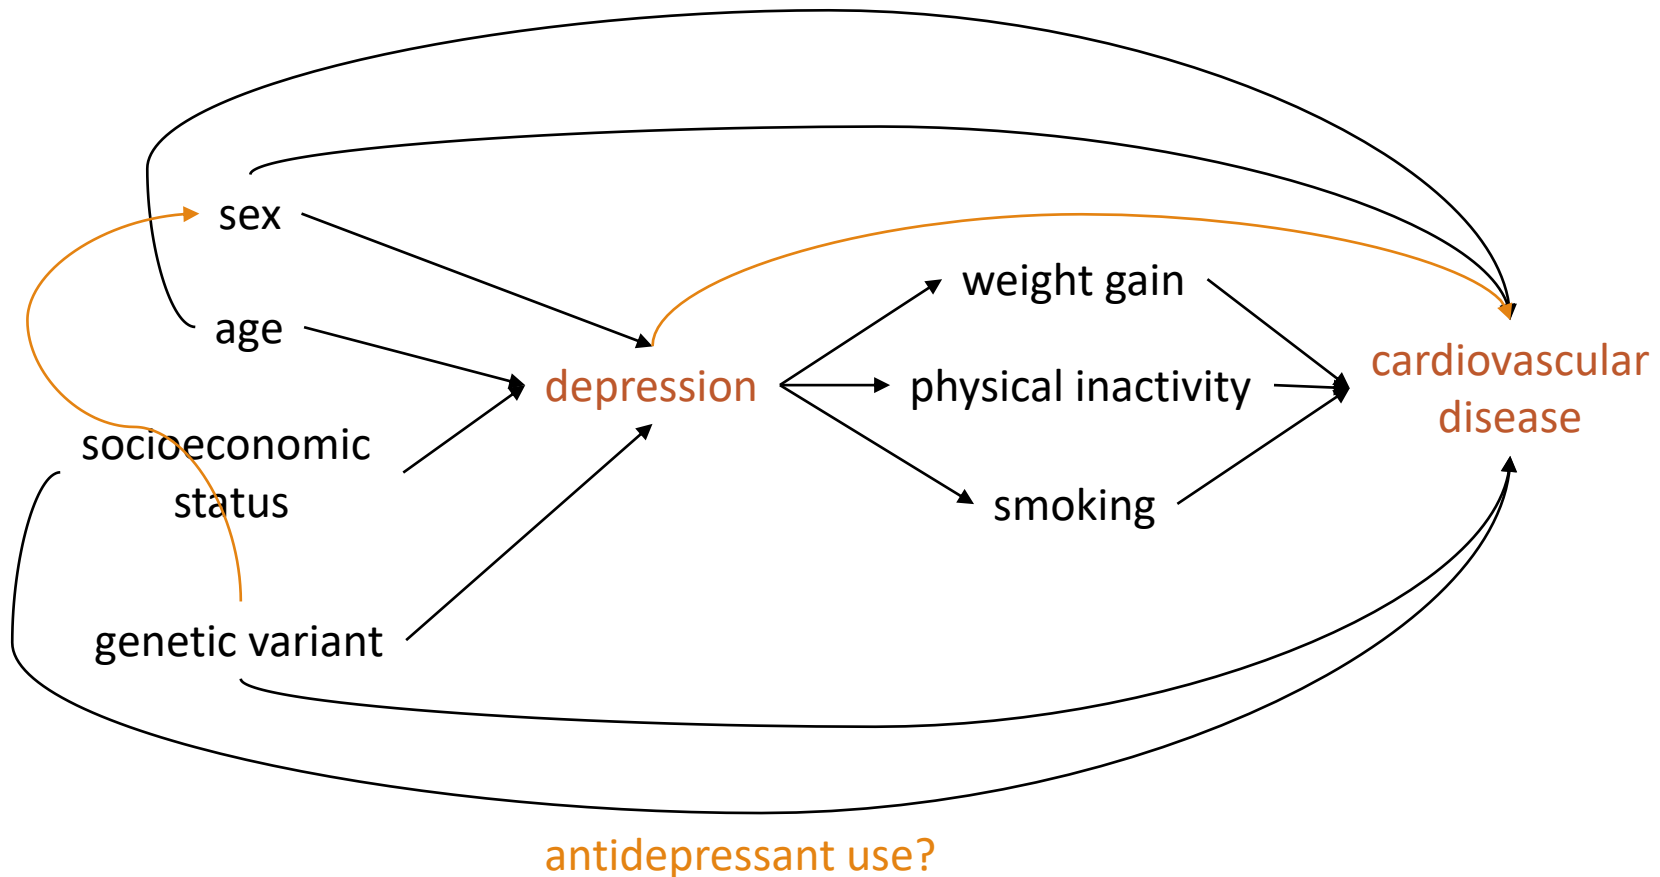 sex
age
socioeconomic
status
genetic variant
depression
weight gain
physical inactivity
smoking
cardiovascular
disease
antidepressant use?